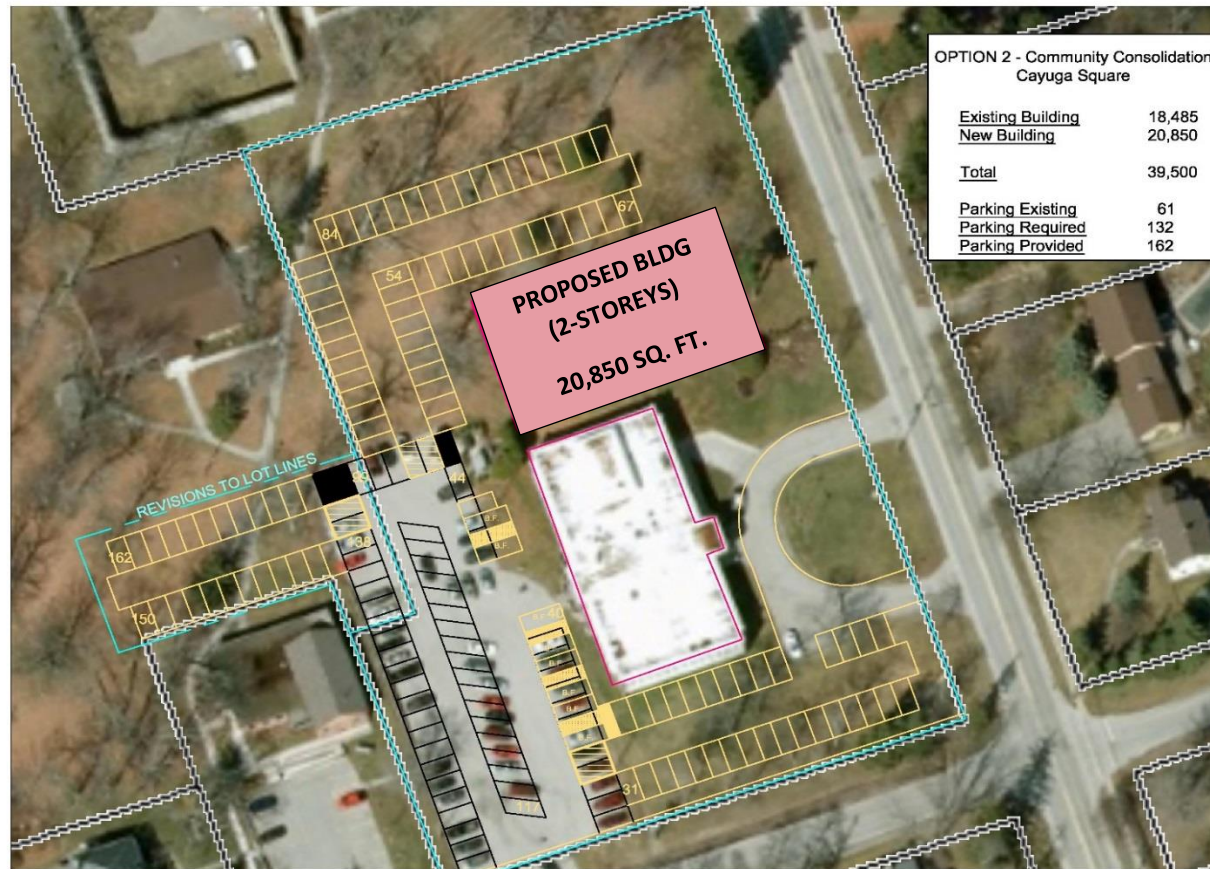 OPTION 2 - Community Consolidation
Cayuga Square
Existing Building 18,485
New Building 20,850
Total 39,500
Parking Existing 61
Parking Required 132
Parking Provided 162
84
67
54
PROPOSED BLDG
(2-STOREYS)
20,850 SQ. FT.
REVISIONS TO LOT LINES
44
B.F.
B.F.
162
138
150
B.F.
B.F.
31